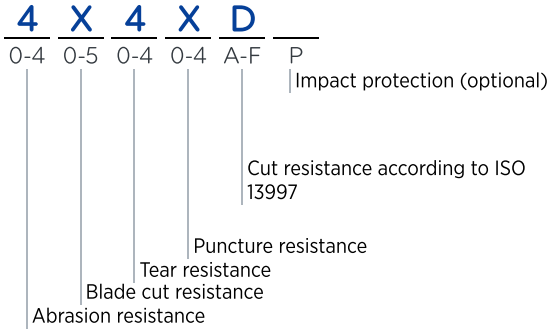 4 X 4 X D
0-4 0-5 0-4 0-4 A-F P
Impact protection (optional)
Cut resistance according to ISO
13997
Puncture resistance
Tear resistance
Blade cut resistance
Abrasion resistance